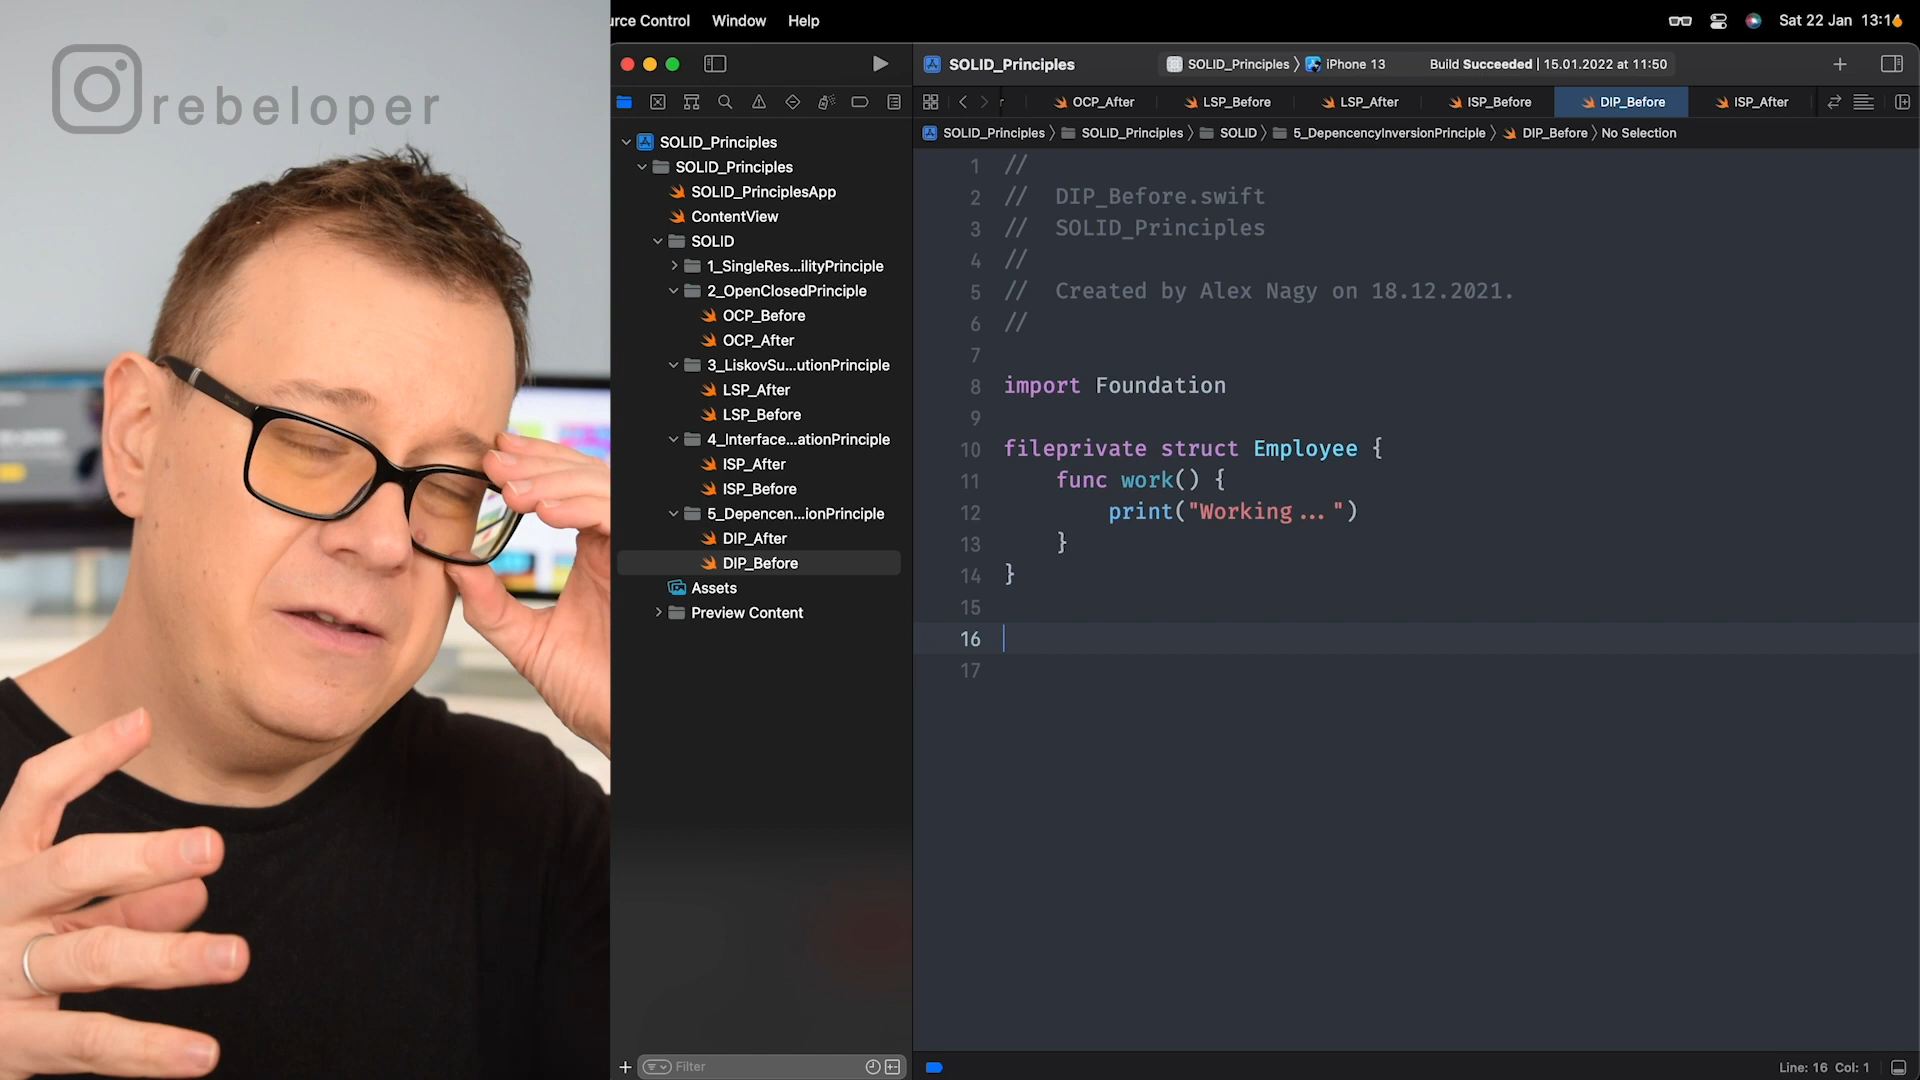 rebeloper
urce Control Window Help
Sat 22 Jan 13:14
SOLID_Principles
SOLID_Principles iPhone 13
Build Succeeded | 15.01.2022 at 11:50
r OCP_After LSP_Before LSP_After ISP_Before DIP_Before ISP_After
SOLID_Principles SOLID_Principles SOLID 5_DepencencyInversionPrinciple DIP_Before No Selection
SOLID_Principles
SOLID_Principles
SOLID_PrinciplesApp
ContentView
SOLID
1_SingleRes...ilityPrinciple
2_OpenClosedPrinciple
OCP_Before
OCP_After
3_LiskovSu...utionPrinciple
LSP_After
LSP_Before
4_Interface...ationPrinciple
ISP_After
ISP_Before
5_Depencen...ionPrinciple
DIP_After
DIP_Before
Assets
Preview Content
Filter
1 //
2 // DIP_Before.swift
3 // SOLID_Principles
4 //
5 // Created by Alex Nagy on 18.12.2021.
6 //
7
8 import Foundation
9
10 fileprivate struct Employee {
11 func work() {
12 print("Working...")
13 }
14 }
15
16
17
Line: 16 Col: 1